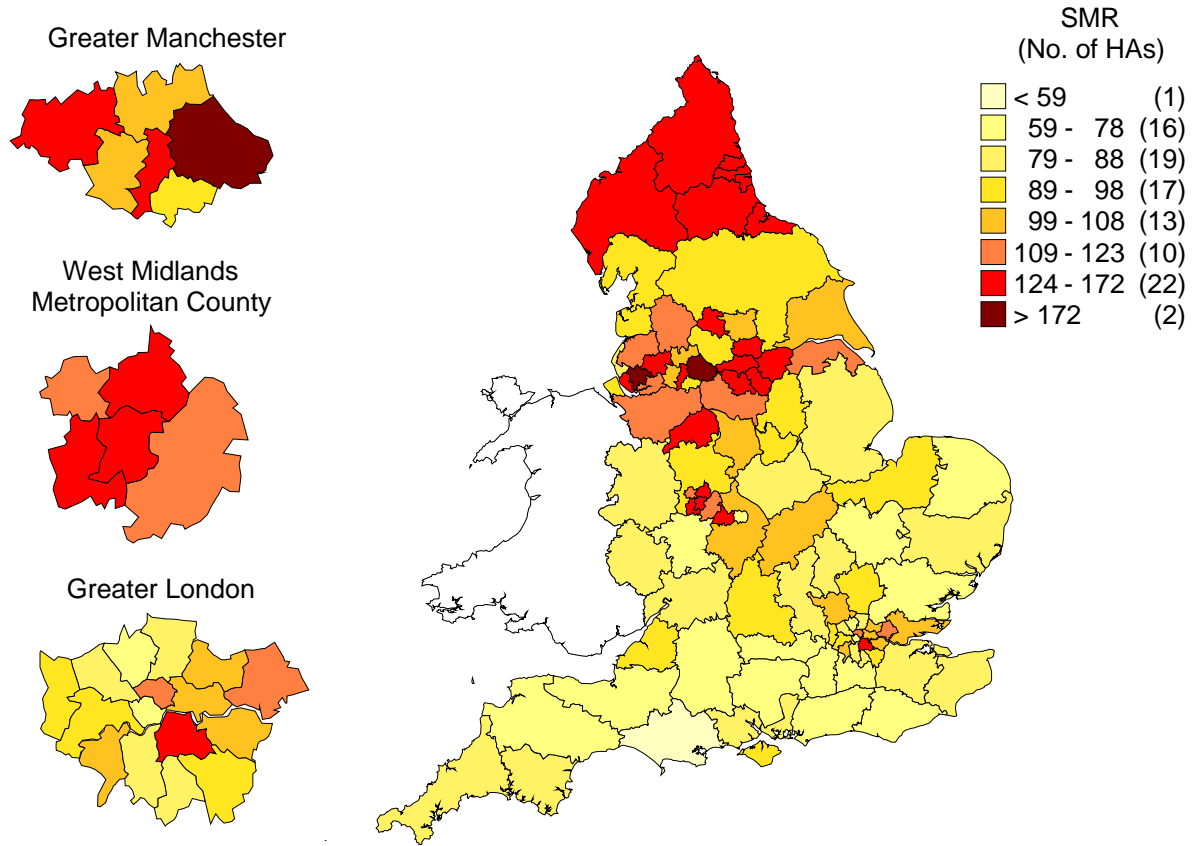 Greater Manchester
West Midlands
Metropolitan County
Greater London
SMR
(No. of HAs)
< 59 (1)
59 - 78 (16)
79 - 88 (19)
89 - 98 (17)
99 - 108 (13)
109 - 123 (10)
124 - 172 (22)
> 172 (2)